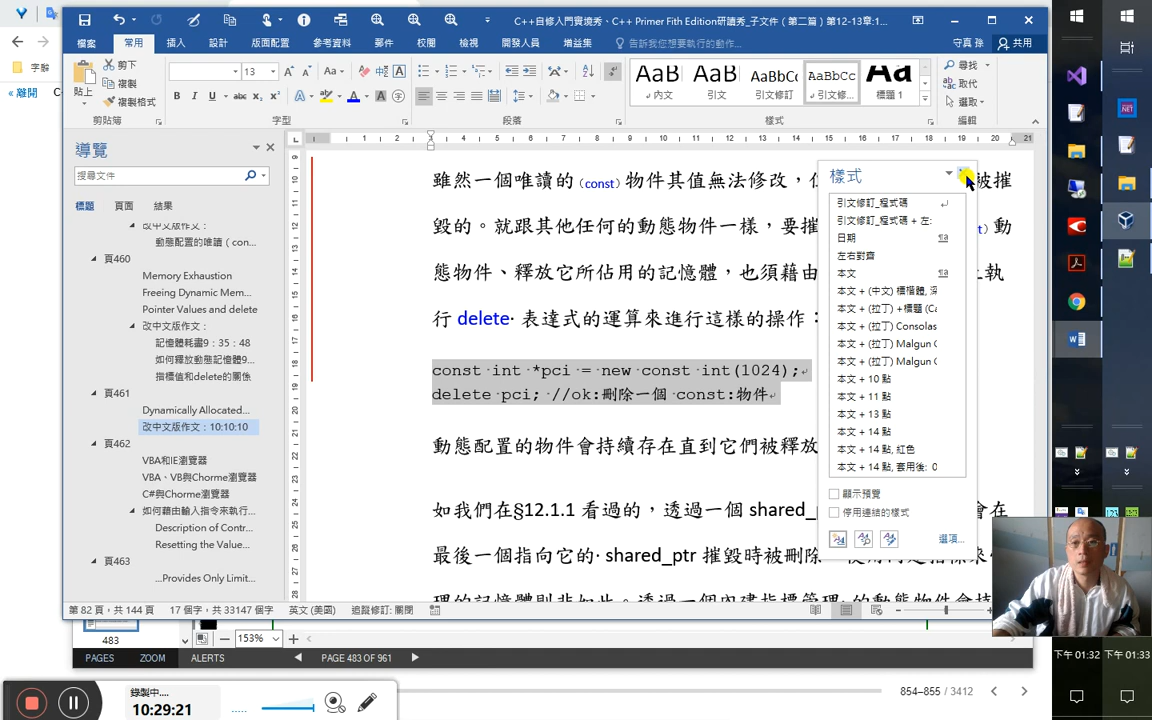 C++自修入門實境秀、C++ Primer Fith Edition研讀秀_子文件（第二篇）第12-13章:1...
檔案 常用 插入 設計 版面配置 參考資料 郵件 校閱 檢視 開發人員 增益集 告訴我您想要執行的動作... 守真 孫 共用
字齡
« 離開
貼上
剪下
複製
複製格式
剪貼簿
13
字型
段落
AaBbC AaBbC AaBbCc AaBbCc AaBbC
↲內文 引文 引文修訂 ↲引文修... 標題 1
樣式
尋找
取代
選取
編輯
導覽
搜尋文件
標題 頁面 結果
改中文版作文：
動態配置的唯讀（con...
頁460
Memory Exhaustion
Freeing Dynamic Mem...
Pointer Values and delete
改中文版作文：
記憶體耗盡9：35：48
如何釋放動態記憶體9...
指標值和delete的關係
頁461
Dynamically Allocated...
改中文版作文：10:10:10
頁462
VBA和IE瀏覽器
VBA、VB與Chorme瀏覽器
C#與Chorme瀏覽器
如何藉由輸入指令來執行...
Description of Contr...
Resetting the Value...
頁463
...Provides Only Limit...
雖然一個唯讀的（const）物件其值無法修改，
被摧
毀的。就跟其他任何的動態物件一樣，要摧
動
態物件、釋放它所佔用的記憶體，也須藉由
執
行 delete· 表達式的運算來進行這樣的操作：
const·int·*pci·=·new·const·int(1024);↵
delete·pci;·//ok:刪除一個·const:物件↵
動態配置的物件會持續存在直到它們被釋放
如我們在§12.1.1 看過的，透過一個 shared_
會在
最後一個指向它的· shared_ptr 摧毀時被刪除
樣式
引文修訂_程式碼
引文修訂_程式碼 + 左:
日期
左右對齊
本文
本文 + (中文) 標楷體, 深
本文 + (拉丁) +標題 (Ca
本文 + (拉丁) Consolas
本文 + (拉丁) Malgun G
本文 + (拉丁) Malgun G
本文 + 10 點
本文 + 11 點
本文 + 13 點
本文 + 14 點
本文 + 14 點, 紅色
本文 + 14 點, 套用後: 0
顯示預覽
停用連結的樣式
選項...
第 82 頁，共 144 頁 17 個字，共 33147 個字 英文 (美國) 追蹤修訂: 關閉
483
153%
PAGES ZOOM ALERTS PAGE 483 OF 961
854–855 / 3412
錄製中....
10:29:21
下午 01:32 下午 01:33